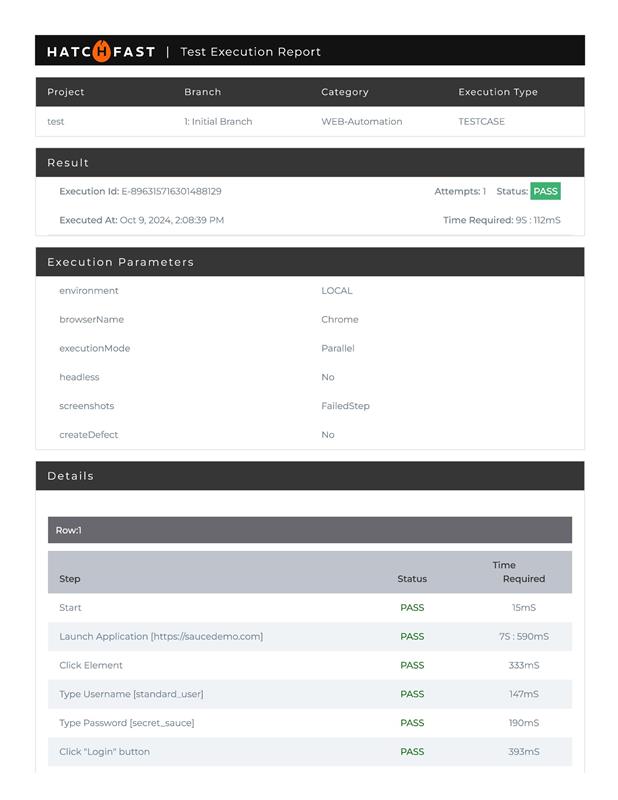 HATCHFAST | Test Execution Report
Project Branch Category Execution Type
test 1: Initial Branch WEB-Automation TESTCASE
Result
Execution Id: E-896315716301488129 Attempts: 1 Status: PASS
Executed At: Oct 9, 2024, 2:08:39 PM Time Required: 9S : 112mS
Execution Parameters
environment LOCAL
browserName Chrome
executionMode Parallel
headless No
screenshots FailedStep
createDefect No
Details
Row:1
Step Status Time Required
Start PASS 15mS
Launch Application [https://saucedemo.com] PASS 7S : 590mS
Click Element PASS 333mS
Type Username [standard_user] PASS 147mS
Type Password [secret_sauce] PASS 190mS
Click "Login" button PASS 393mS